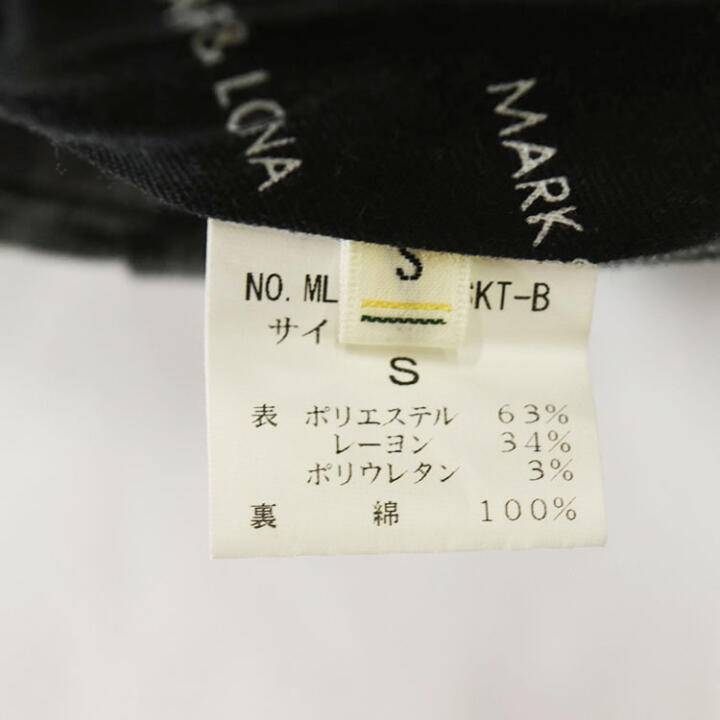 & LOVA
MARK
S
NO. ML KT-B
サイ
S
表 ポリエステル 63%
レーヨン 34%
ポリウレタン 3%
裏 綿 100%